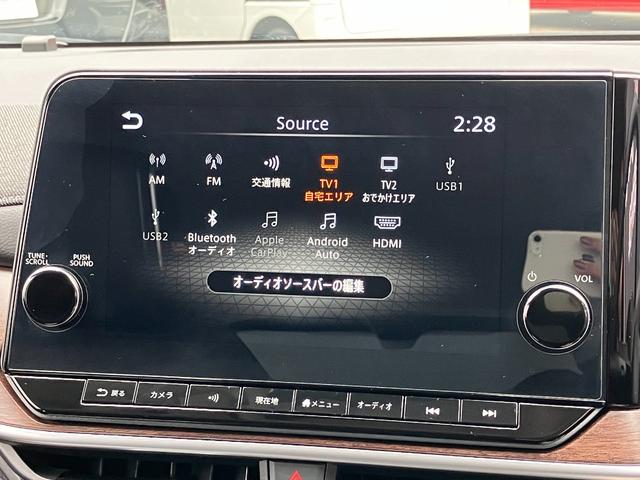 Source
2:28
AM
FM
交通情報
TV1
自宅エリア
TV2
おでかけエリア
USB1
USB2
Bluetooth
オーディオ
Apple
CarPlay
Android
Auto
HDMI
オーディオソースバーの編集
TUNE・
SCROLL
PUSH
SOUND
VOL
戻る
カメラ
現在地
メニュー
オーディオ